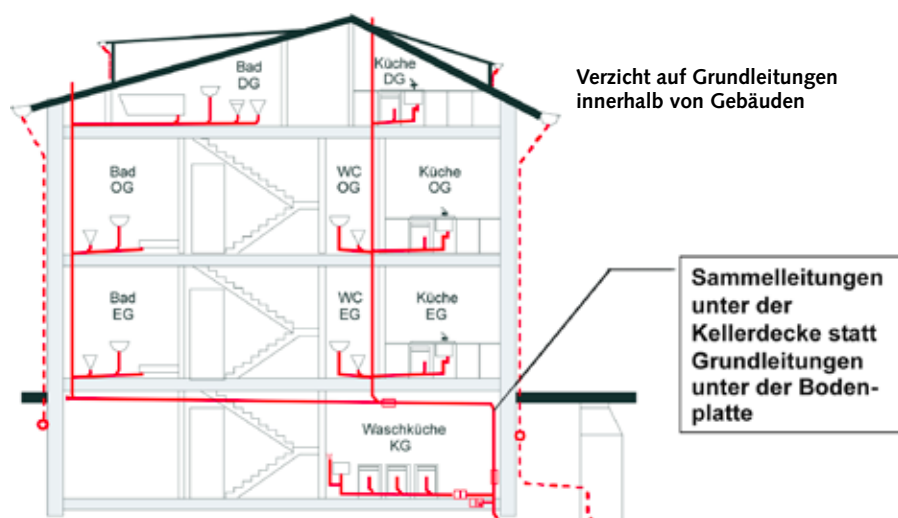 Verzicht auf Grundleitungen
innerhalb von Gebäuden
Bad
DG
Küche
DG
Bad
OG
WC
OG
Küche
OG
Bad
EG
WC
EG
Küche
EG
Waschküche
KG
Sammelleitungen
unter der
Kellerdecke statt
Grundleitungen
unter der Boden-
platte